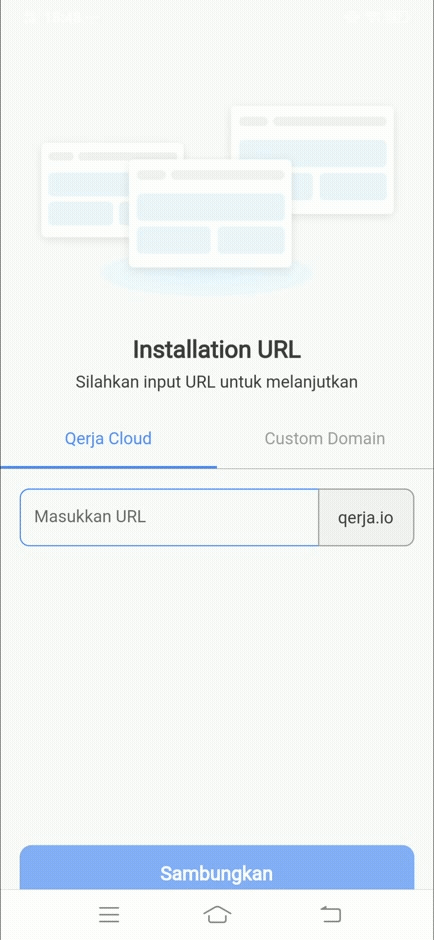 Installation URL
Silahkan input URL untuk melanjutkan
Qerja Cloud
Custom Domain
Masukkan URL
qerja.io
Sambungkan